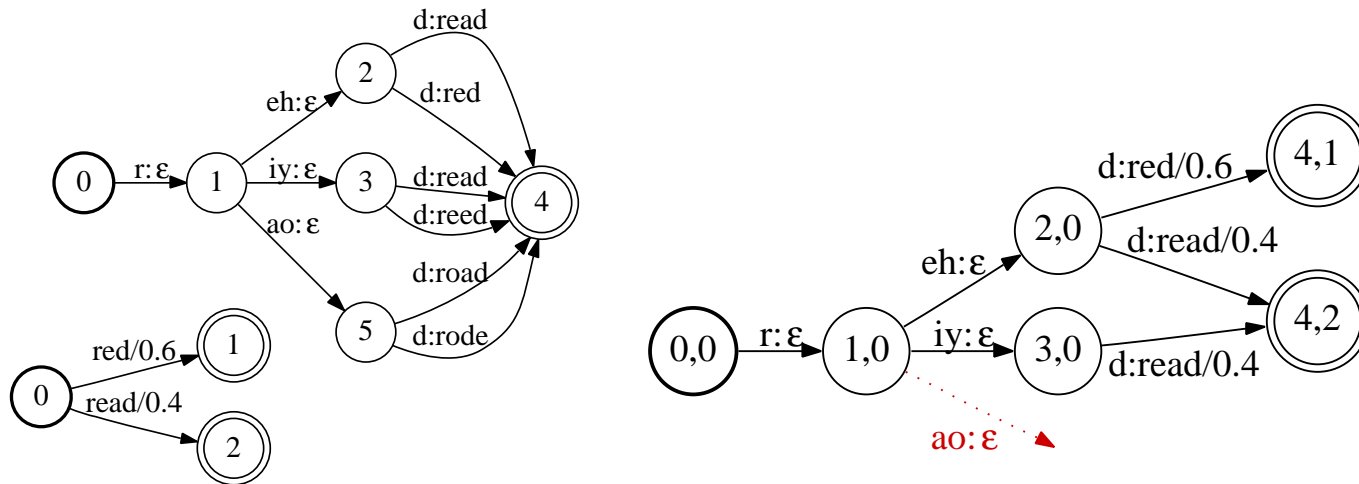 d:read
2
d:red
eh:ε
0
r:ε
1
iy:ε
3
d:read
d:reed
4
ao:ε
d:road
5
d:rode
0
red/0.6
1
read/0.4
2
0,0
r:ε
1,0
eh:ε
2,0
d:red/0.6
4,1
d:read/0.4
4,2
iy:ε
3,0
d:read/0.4
ao:ε